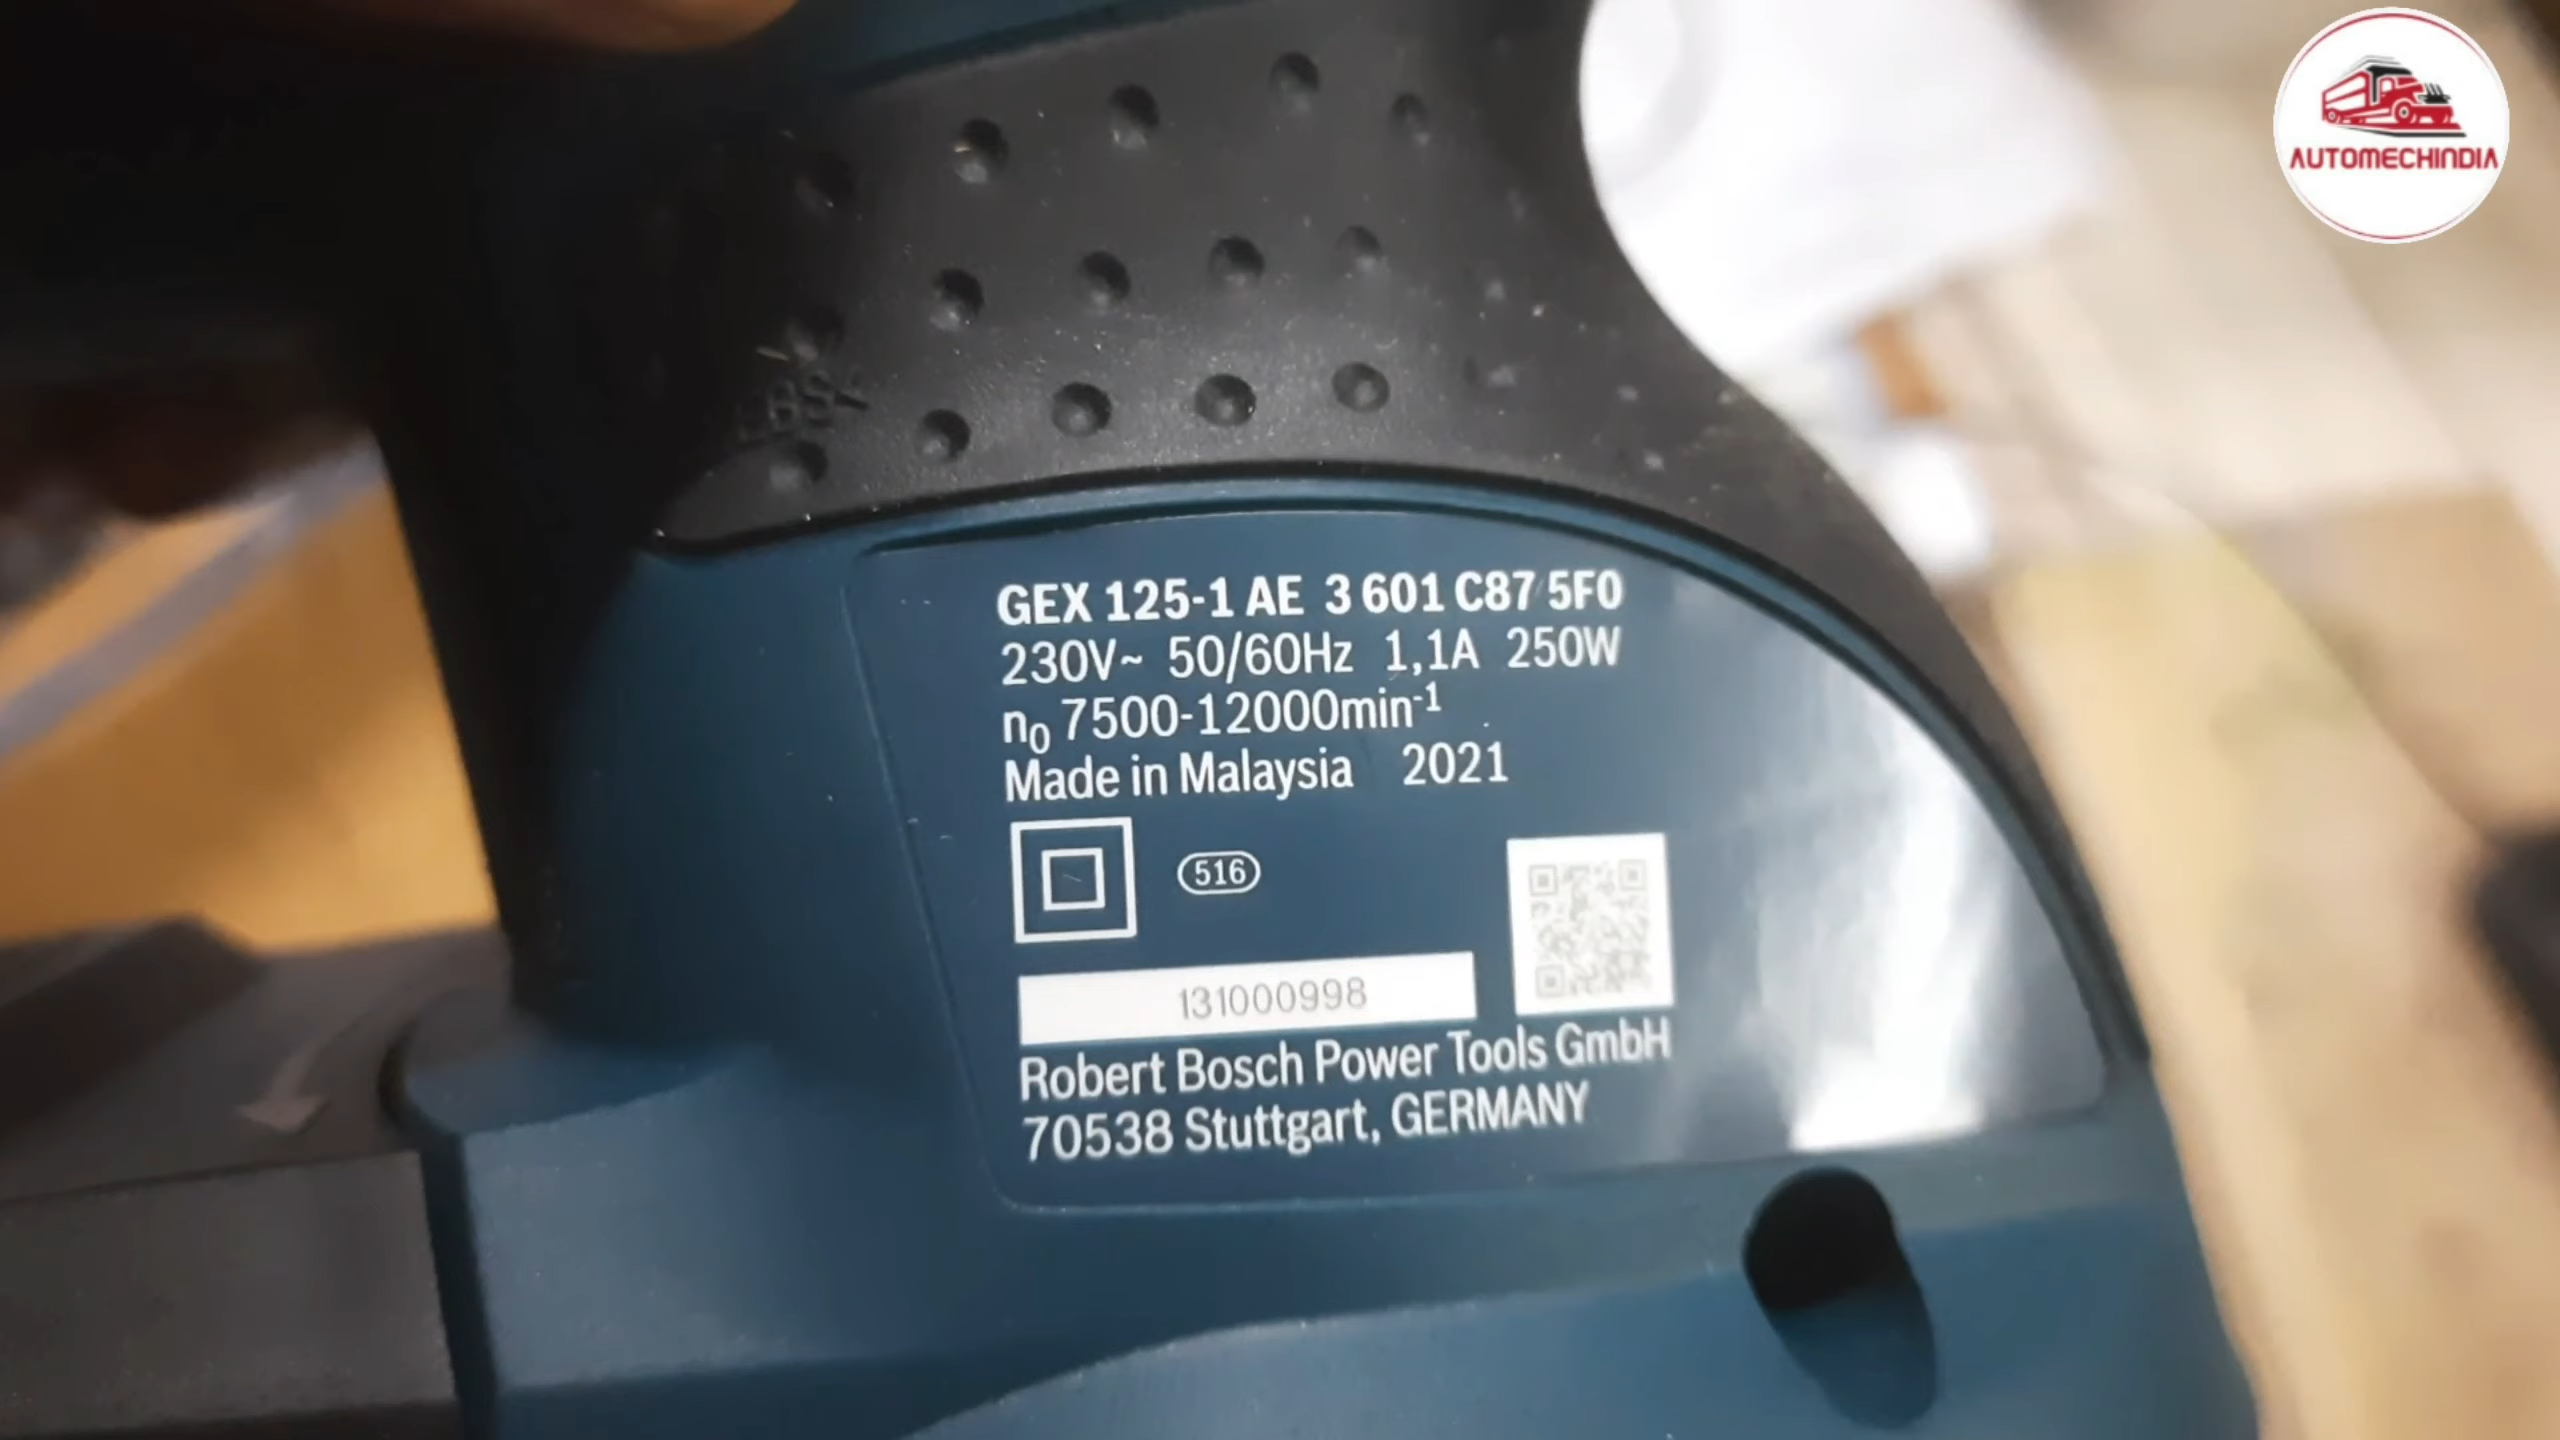 AUTOMECHINDIA
GEX 125-1 AE 3 601 C87 5F0
230V~ 50/60Hz 1,1A 250W
n₀ 7500-12000min⁻¹
Made in Malaysia 2021
516
131000998
Robert Bosch Power Tools GmbH
70538 Stuttgart, GERMANY